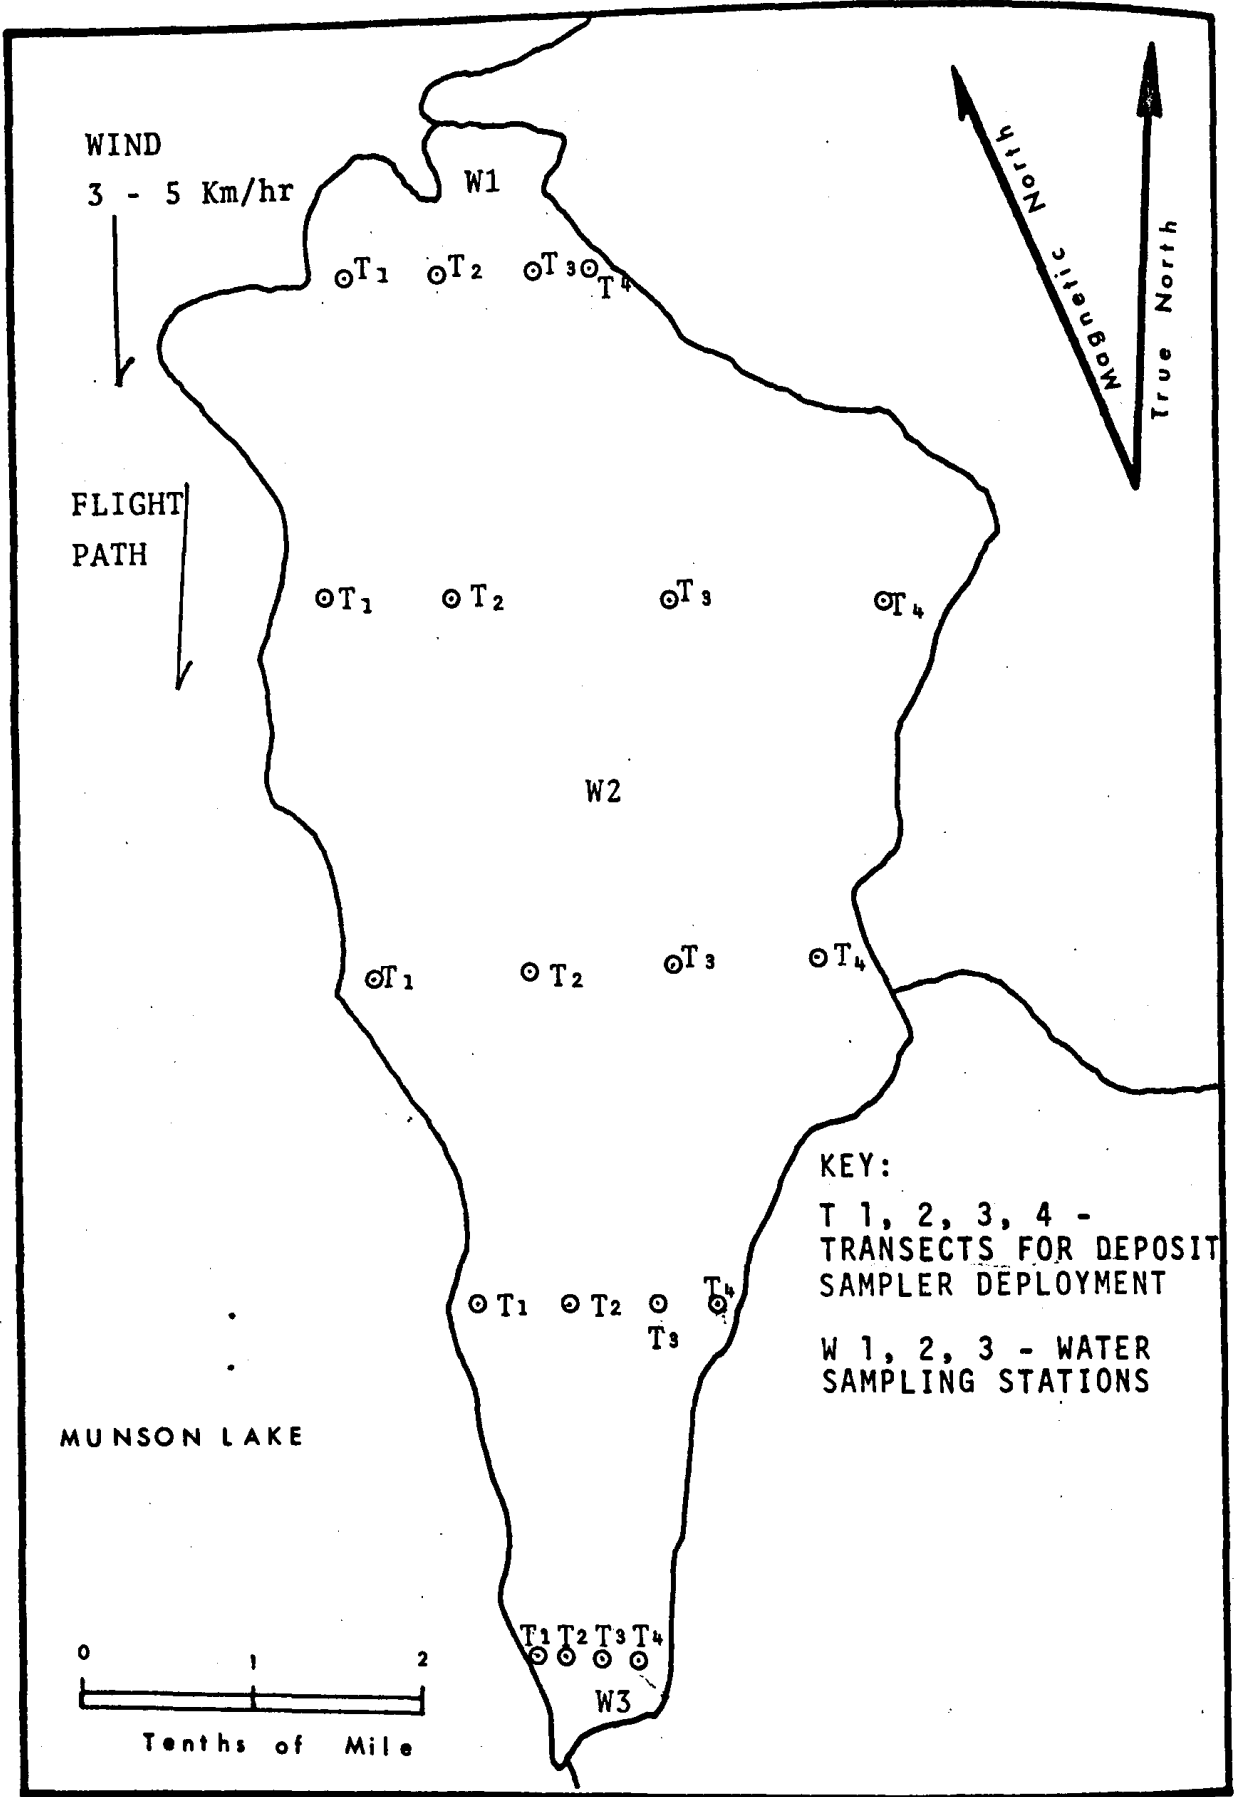 WIND
3 - 5 Km/hr
W1
Magnetic North
True North
T1 T2 T3 T4
FLIGHT
PATH
T1 T2 T3 T4
W2
T1 T2 T3 T4
KEY:
T 1, 2, 3, 4 -
TRANSECTS FOR DEPOSIT
SAMPLER DEPLOYMENT
T1 T2 T3 T4
W 1, 2, 3 - WATER
SAMPLING STATIONS
MUNSON LAKE
T1 T2 T3 T4
W3
0 1 2
Tenths of Mile